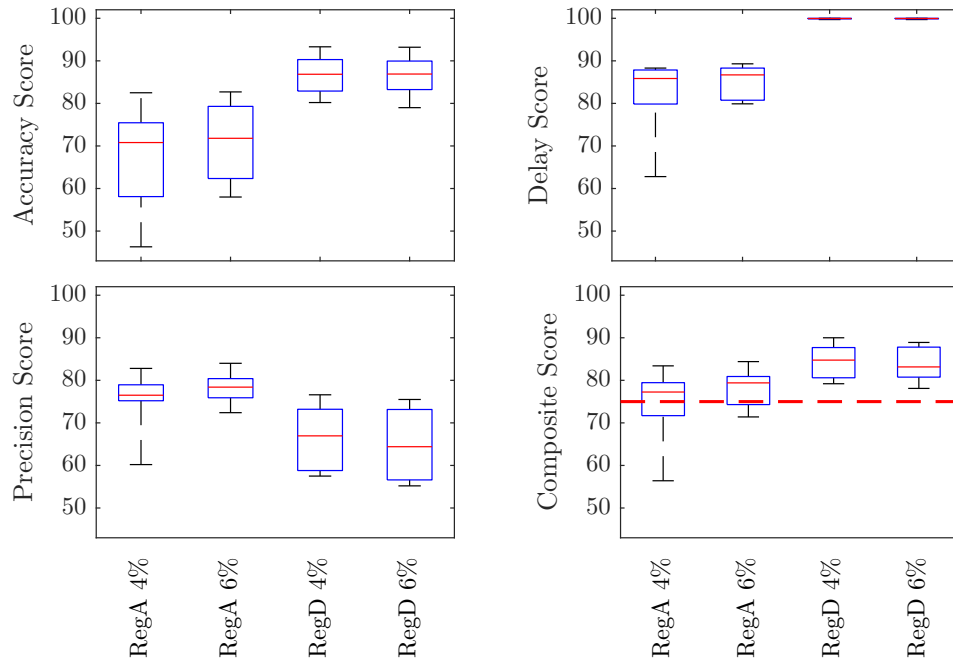 100
90
80
70
60
50
Accuracy Score
100
90
80
70
60
50
Delay Score
100
90
80
70
60
50
Precision Score
RegA 4%
RegA 6%
RegD 4%
RegD 6%
100
90
80
70
60
50
Composite Score
RegA 4%
RegA 6%
RegD 4%
RegD 6%